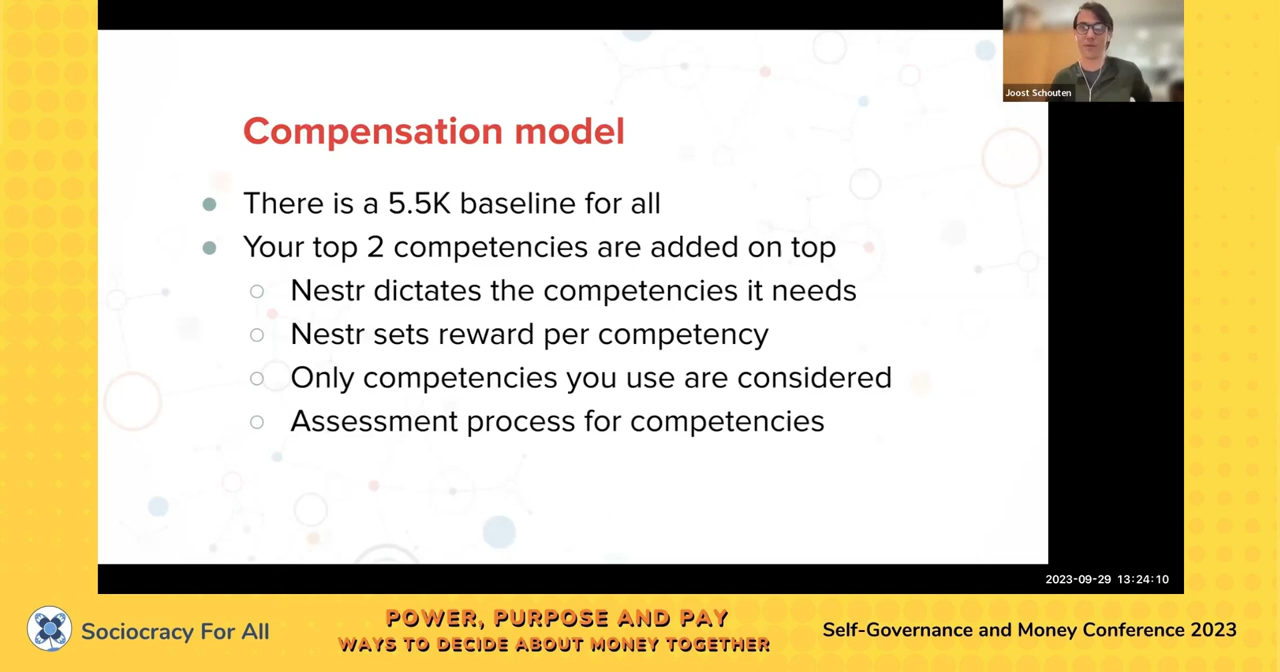 Joost Schouten
Compensation model
There is a 5.5K baseline for all
Your top 2 competencies are added on top
Nestr dictates the competencies it needs
Nestr sets reward per competency
Only competencies you use are considered
Assessment process for competencies
2023-09-29 13:24:10
Sociocracy For All
POWER, PURPOSE AND PAY
WAYS TO DECIDE ABOUT MONEY TOGETHER
Self-Governance and Money Conference 2023